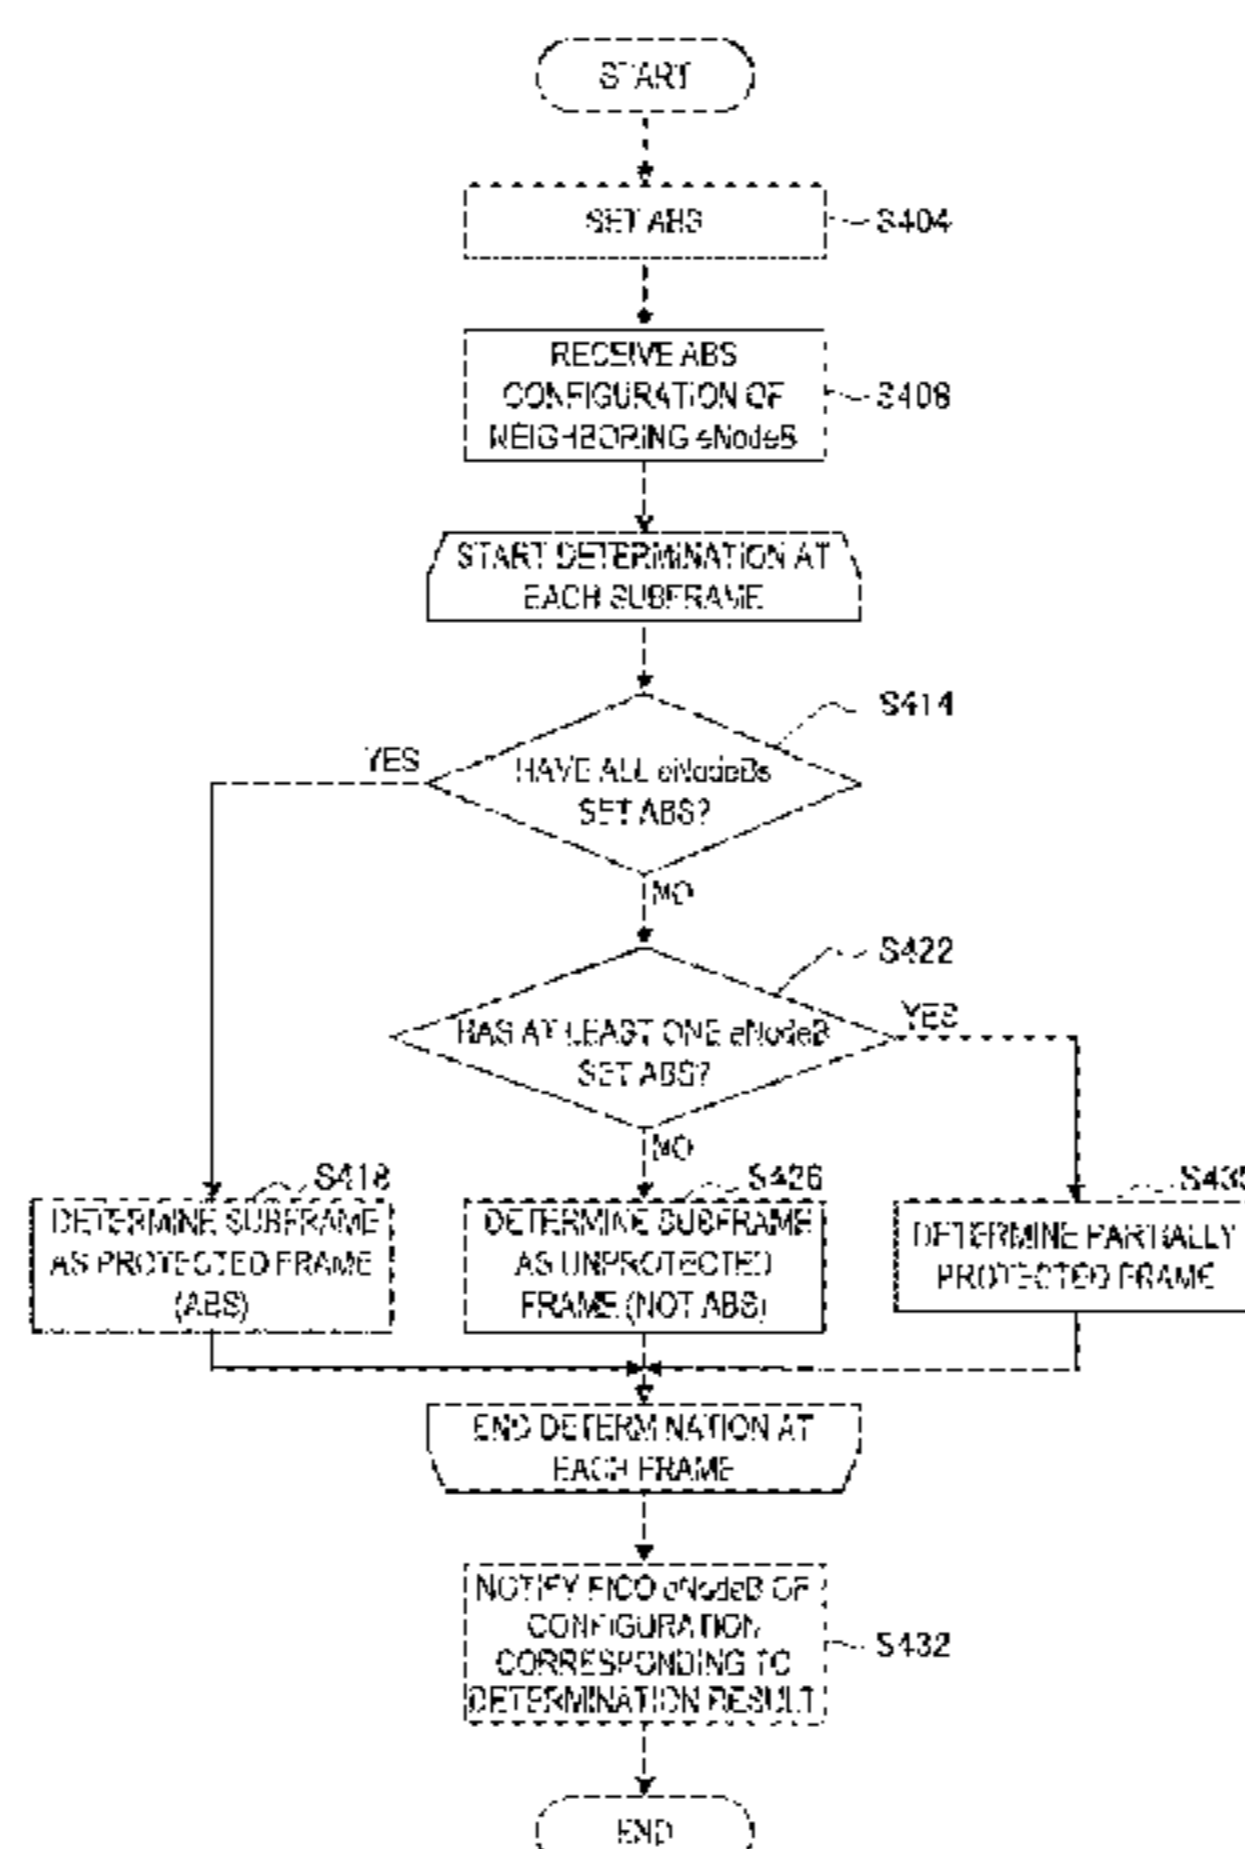 START
SET ABS
S404
RECEIVE ABS
CONFIGURATION OF
NEIGHBORING eNodeB
S408
START DETERMINATION AT
EACH SUBFRAME
S414
YES
HAVE ALL eNodeBs
SET ABS?
NO
S422
YES
HAS AT LEAST ONE eNodeB
SET ABS?
NO
S418
DETERMINE SUBFRAME
AS PROTECTED FRAME
(ABS)
S426
DETERMINE SUBFRAME
AS UNPROTECTED
FRAME (NOT ABS)
DETERMINE PARTIALLY
PROTECTED FRAME
END DETERMINATION AT
EACH FRAME
NOTIFY PICO eNodeB OF
CONFIGURATION
CORRESPONDING TO
DETERMINATION RESULT
S432
END